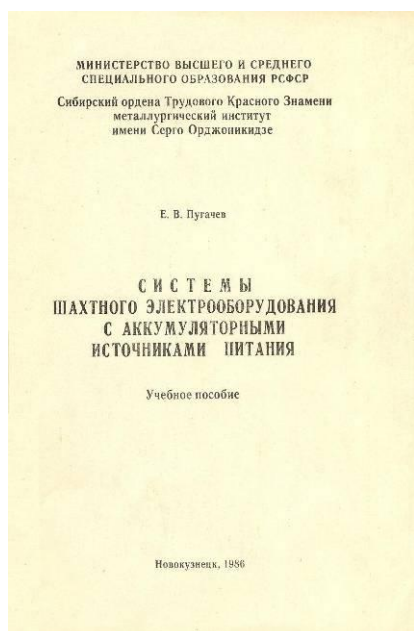 МИНИСТЕРСТВО ВЫСШЕГО И СРЕДНЕГО
СПЕЦИАЛЬНОГО ОБРАЗОВАНИЯ РСФСР
Сибирский ордена Трудового Красного Знамени
металлургический институт
имени Серго Орджоникидзе
Е. В. Пугачев
СИСТЕМЫ
ШАХТНОГО ЭЛЕКТРООБОРУДОВАНИЯ
С АККУМУЛЯТОРНЫМИ
ИСТОЧНИКАМИ ПИТАНИЯ
Учебное пособие
Новокузнецк, 1986